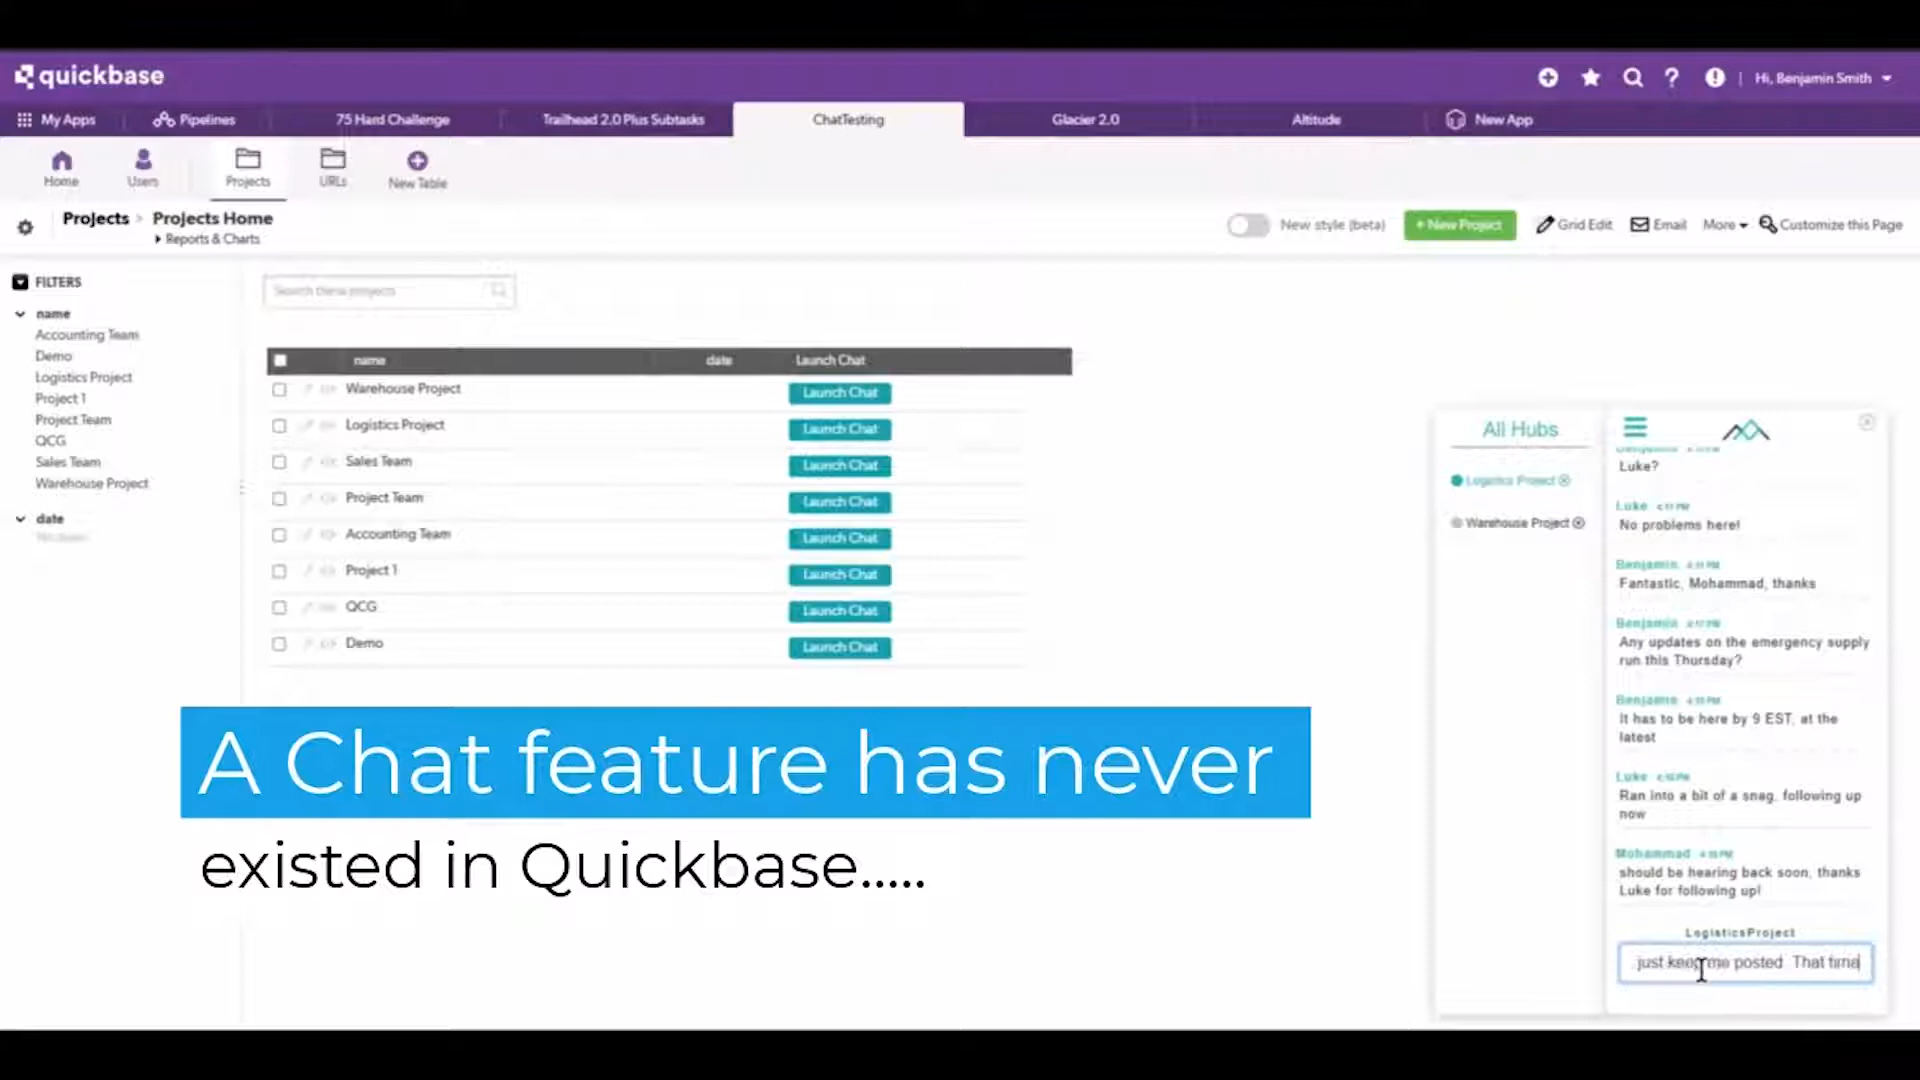 quickbase
Hi, Benjamin Smith
My Apps
Pipelines
75 Hard Challenge
Trailhead 2.0 Plus Subtasks
ChatTesting
Glacier 2.0
Altitude
New App
Home
Users
Projects
URLs
New Table
Projects > Projects Home
Reports & Charts
New style (beta)
+ New Project
Grid Edit
Email
More
Customize this Page
FILTERS
name
Accounting Team
Demo
Logistics Project
Project 1
Project Team
QCG
Sales Team
Warehouse Project
date
Search these projects
name date Launch Chat
Warehouse Project Launch Chat
Logistics Project Launch Chat
Sales Team Launch Chat
Project Team Launch Chat
Accounting Team Launch Chat
Project 1 Launch Chat
QCG Launch Chat
Demo Launch Chat
A Chat feature has never
existed in Quickbase.....
All Hubs
Logistics Project
Warehouse Project
Luke?
Luke
No problems here!
Benjamin
Fantastic, Mohammad, thanks
Benjamin
Any updates on the emergency supply
run this Thursday?
Benjamin
It has to be here by 9 EST, at the
latest
Luke
Ran into a bit of a snag, following up
now
Mohammad
should be hearing back soon, thanks
Luke for following up!
LogisticsProject
just keep me posted That tima